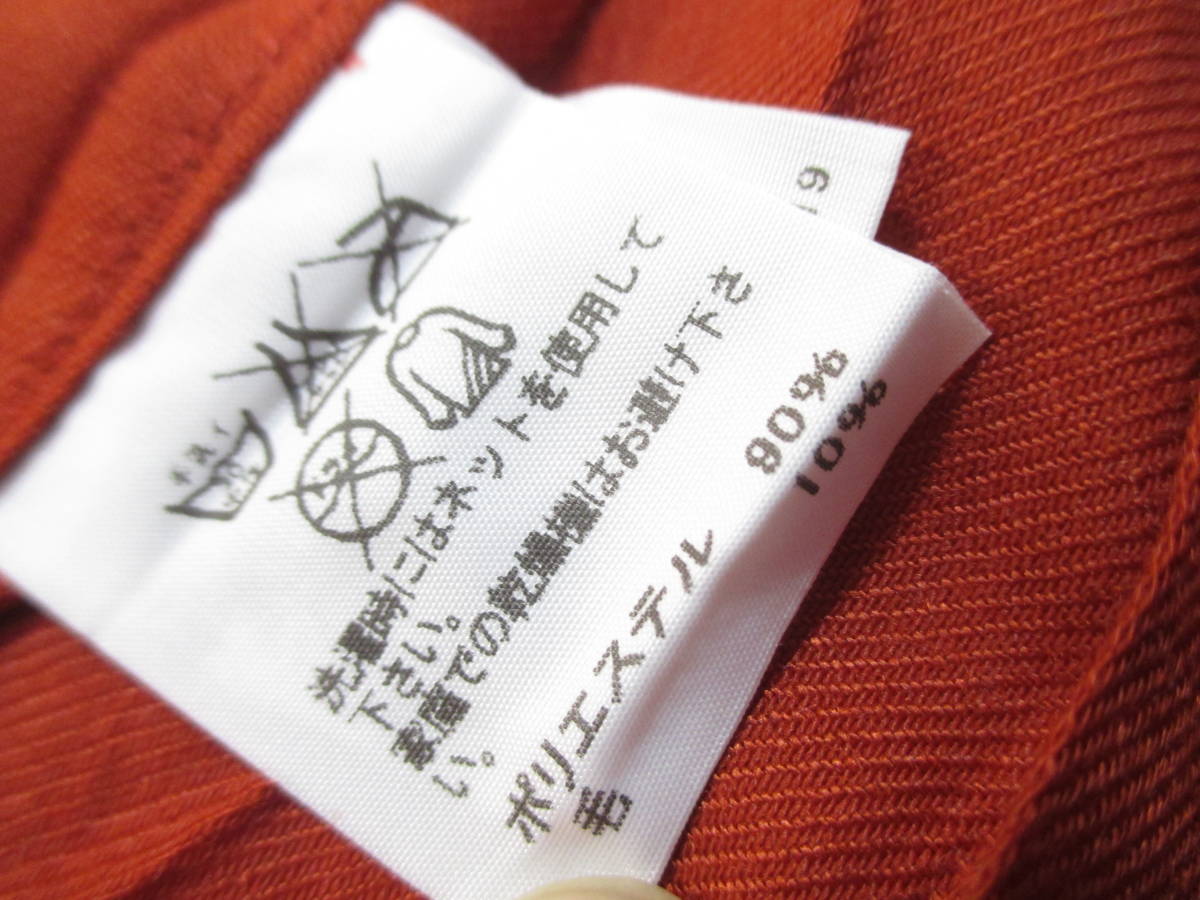 洗濯時にはネットを使用して
下さい。
家庭での乾燥機はお避け下さ
い。
ポリエステル 90%
毛 10%